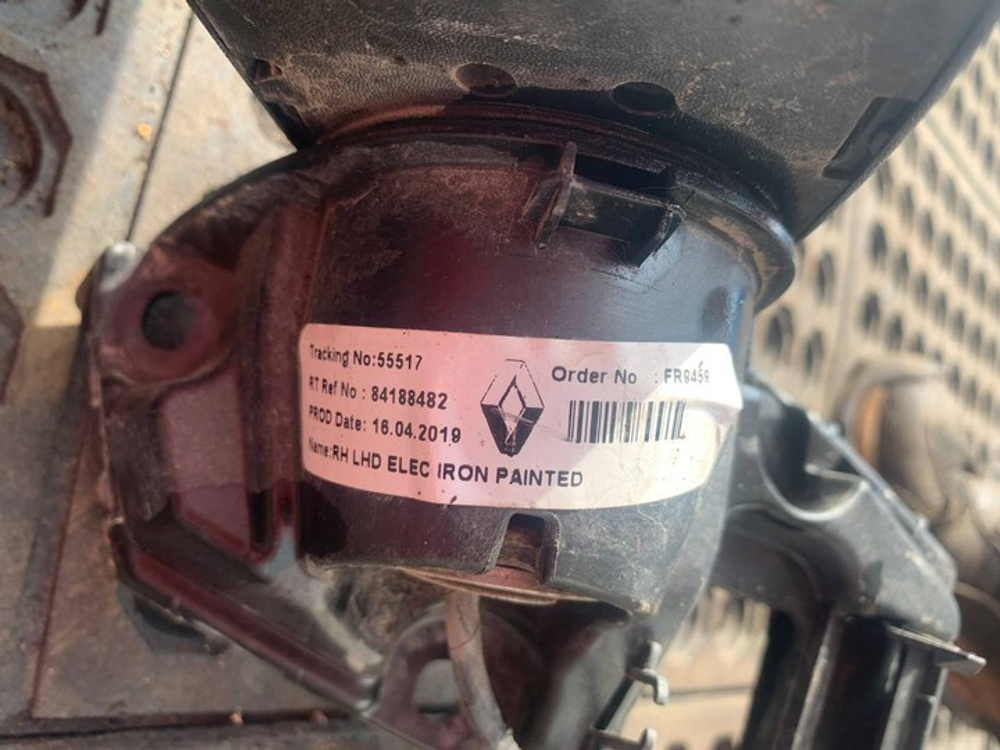 Tracking No:55517
RT Ref No : 84188482
PROD Date: 16.04.2019
Name:RH LHD ELEC IRON PAINTED
Order No : FR9459